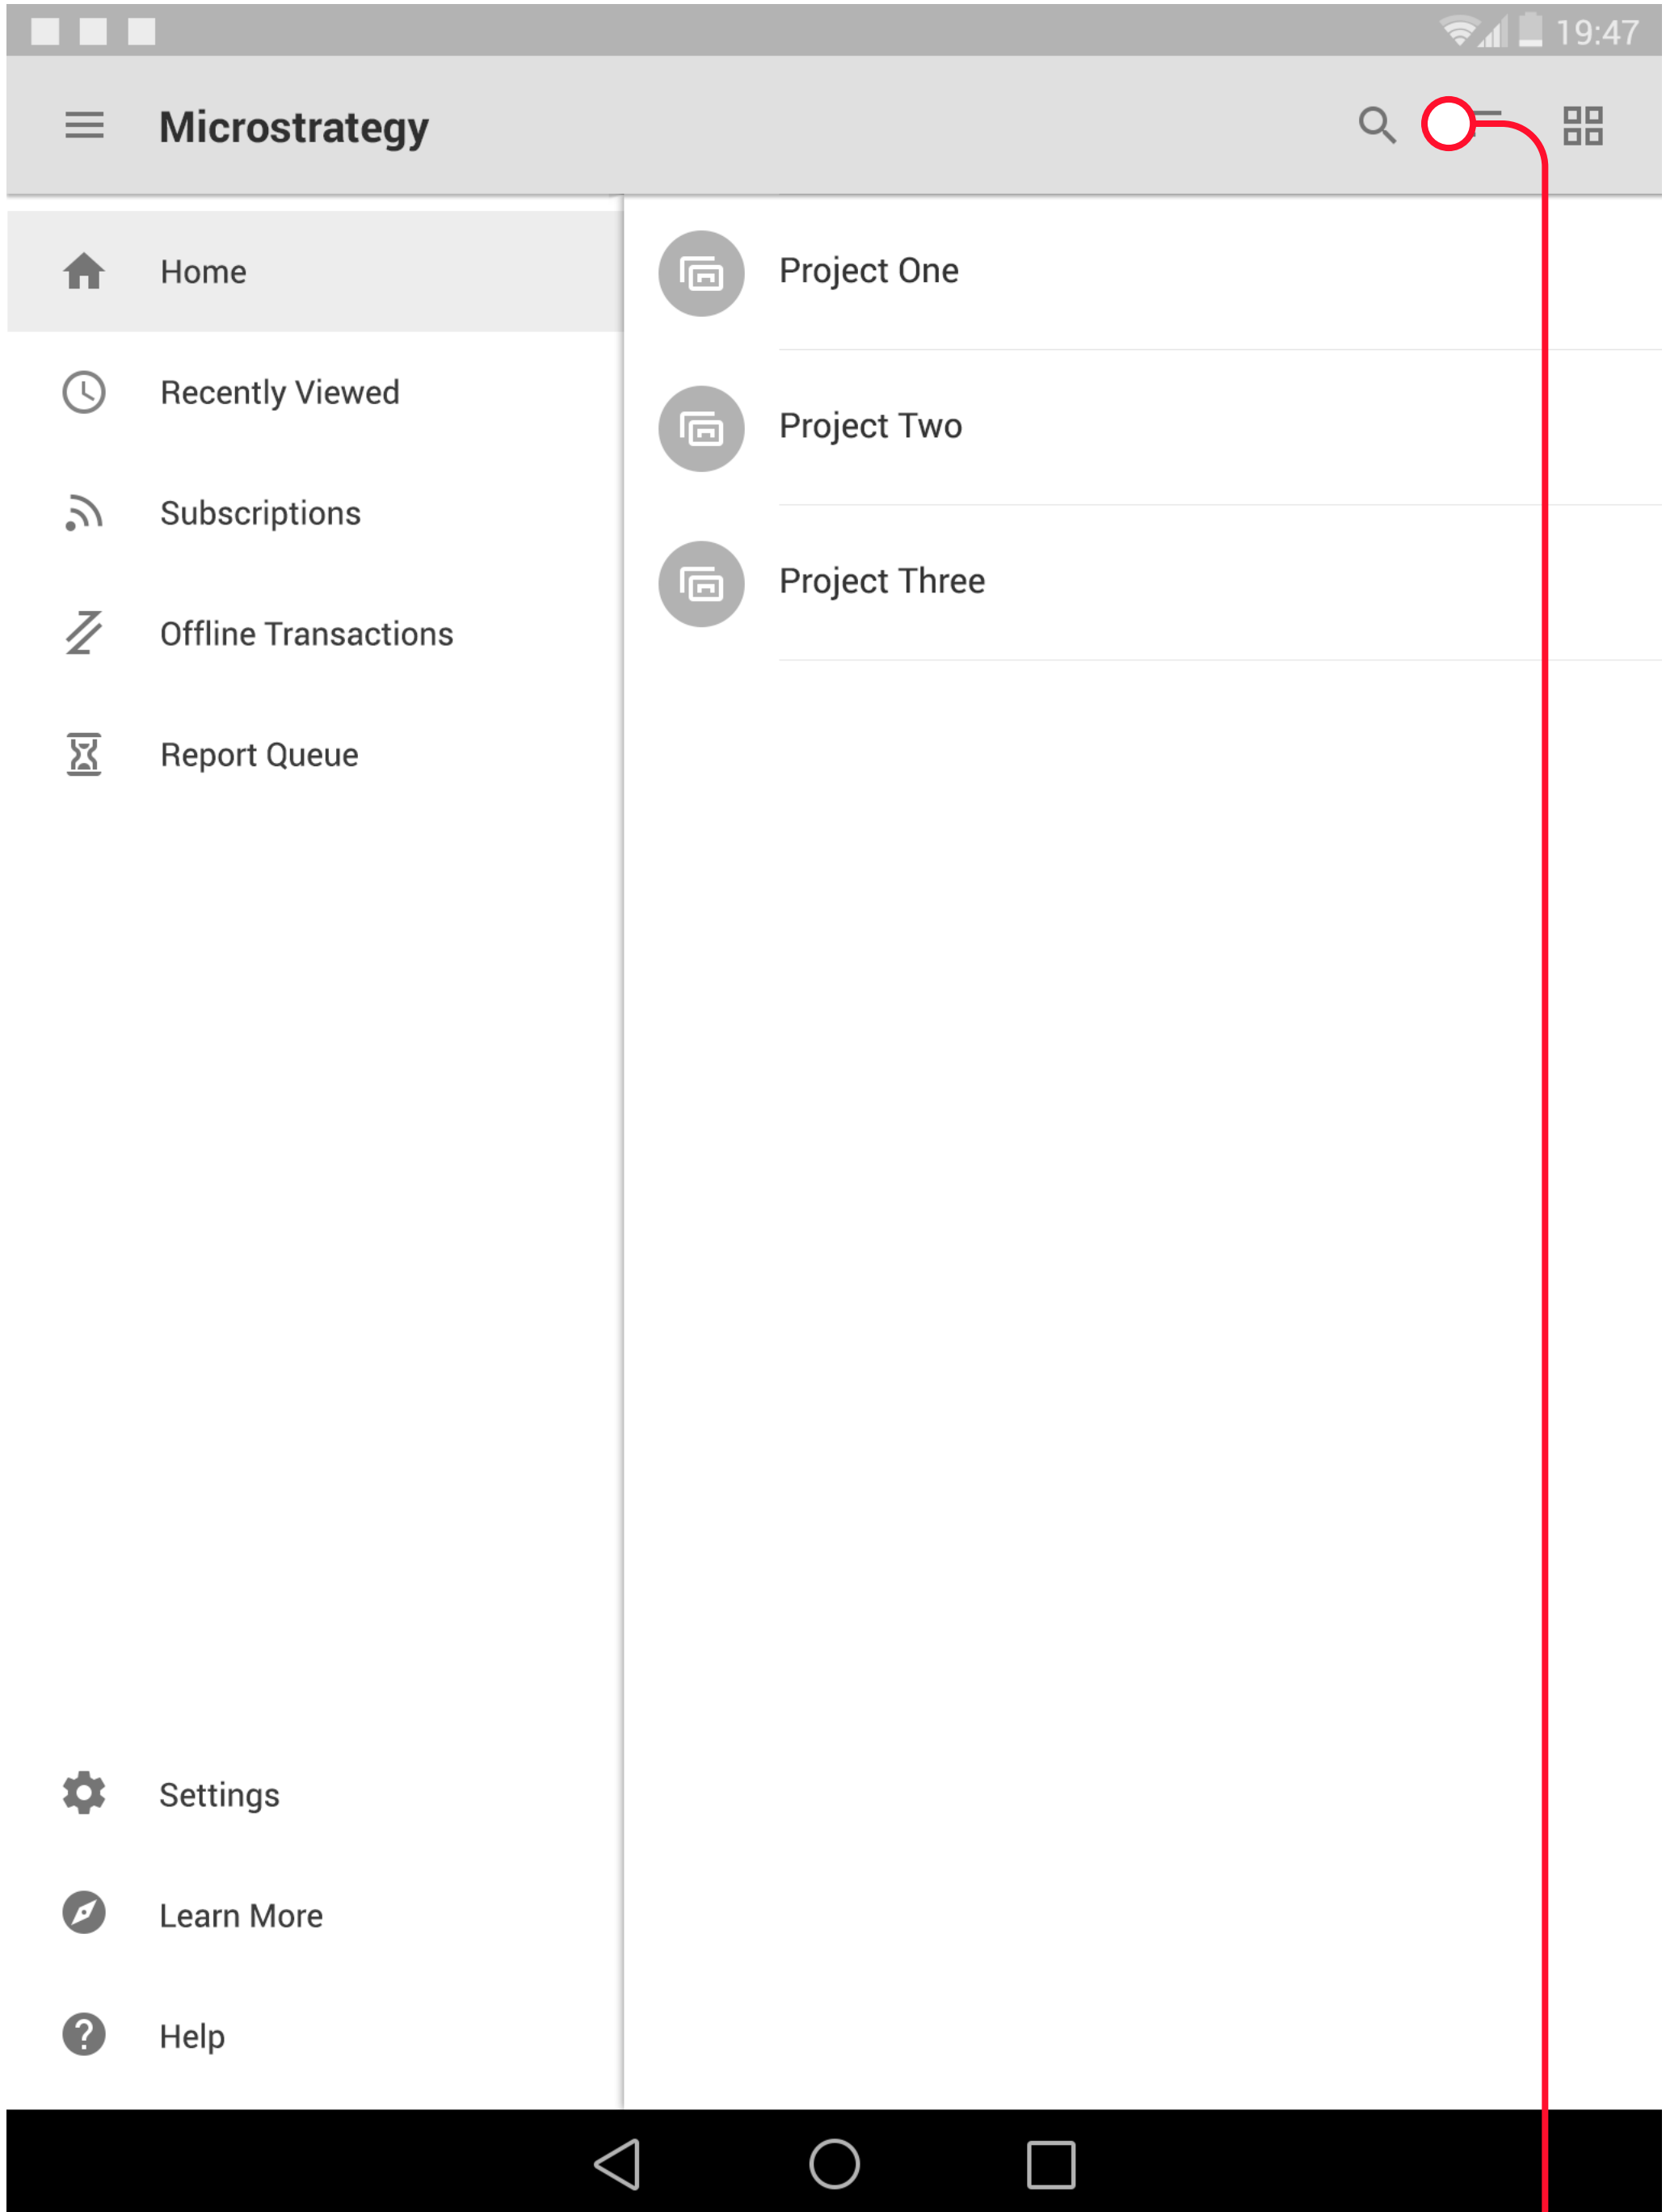 19:47
Microstrategy
Home
Recently Viewed
Subscriptions
Offline Transactions
Report Queue
Settings
Learn More
Help
Project One
Project Two
Project Three